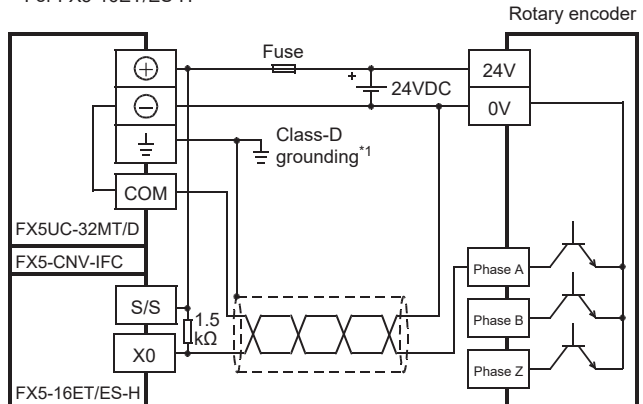 Rotary encoder
Fuse
24V
24VDC
0V
Class-D
grounding*1
COM
FX5UC-32MT/D
FX5-CNV-IFC
Phase A
S/S
1.5
kΩ
Phase B
X0
Phase Z
FX5-16ET/ES-H